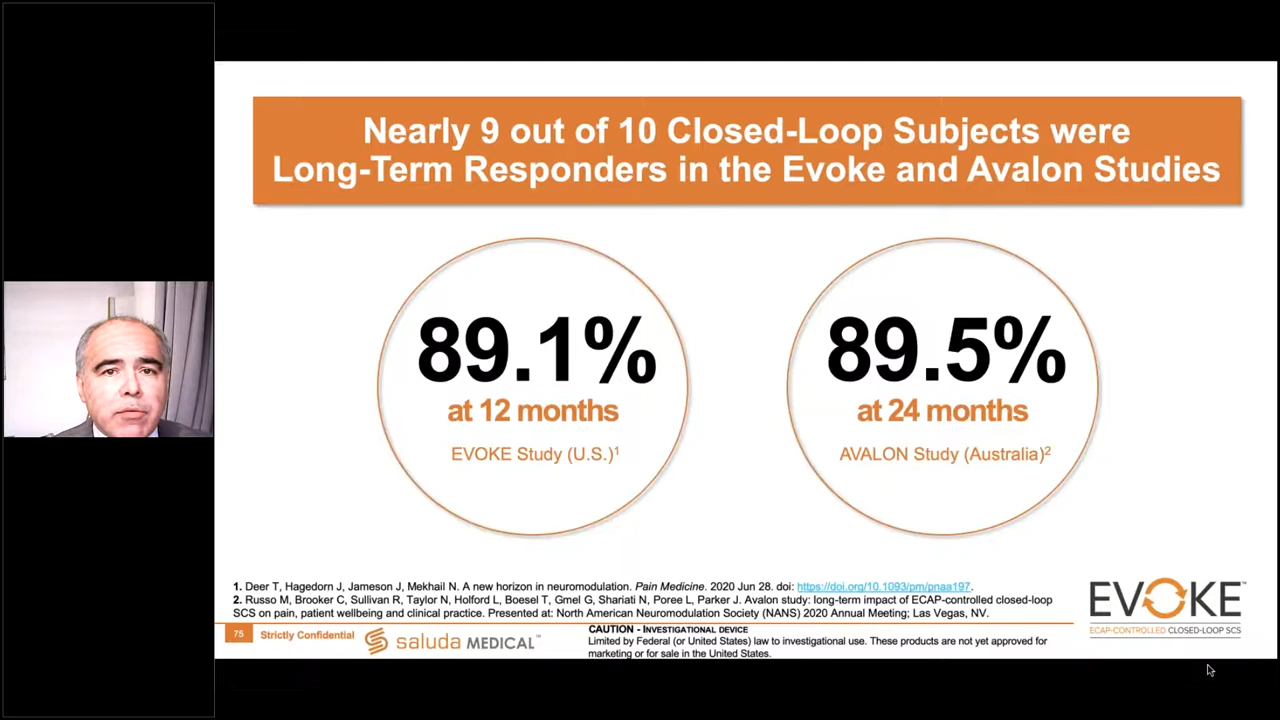 Nearly 9 out of 10 Closed-Loop Subjects were
Long-Term Responders in the Evoke and Avalon Studies
89.1%
at 12 months
EVOKE Study (U.S.)1
89.5%
at 24 months
AVALON Study (Australia)2
1. Deer T, Hagedorn J, Jameson J, Mekhail N. A new horizon in neuromodulation. Pain Medicine. 2020 Jun 28. doi: https://doi.org/10.1093/pm/pnaa197.
2. Russo M, Brooker C, Sullivan R, Taylor N, Holford L, Boesel T, Gmel G, Shariati N, Poree L, Parker J. Avalon study: long-term impact of ECAP-controlled closed-loop
SCS on pain, patient wellbeing and clinical practice. Presented at: North American Neuromodulation Society (NANS) 2020 Annual Meeting; Las Vegas, NV.
EVOKE™
ECAP-CONTROLLED CLOSED-LOOP SCS
75 Strictly Confidential
saluda MEDICAL™
CAUTION - INVESTIGATIONAL DEVICE
Limited by Federal (or United States) law to investigational use. These products are not yet approved for
marketing or for sale in the United States.